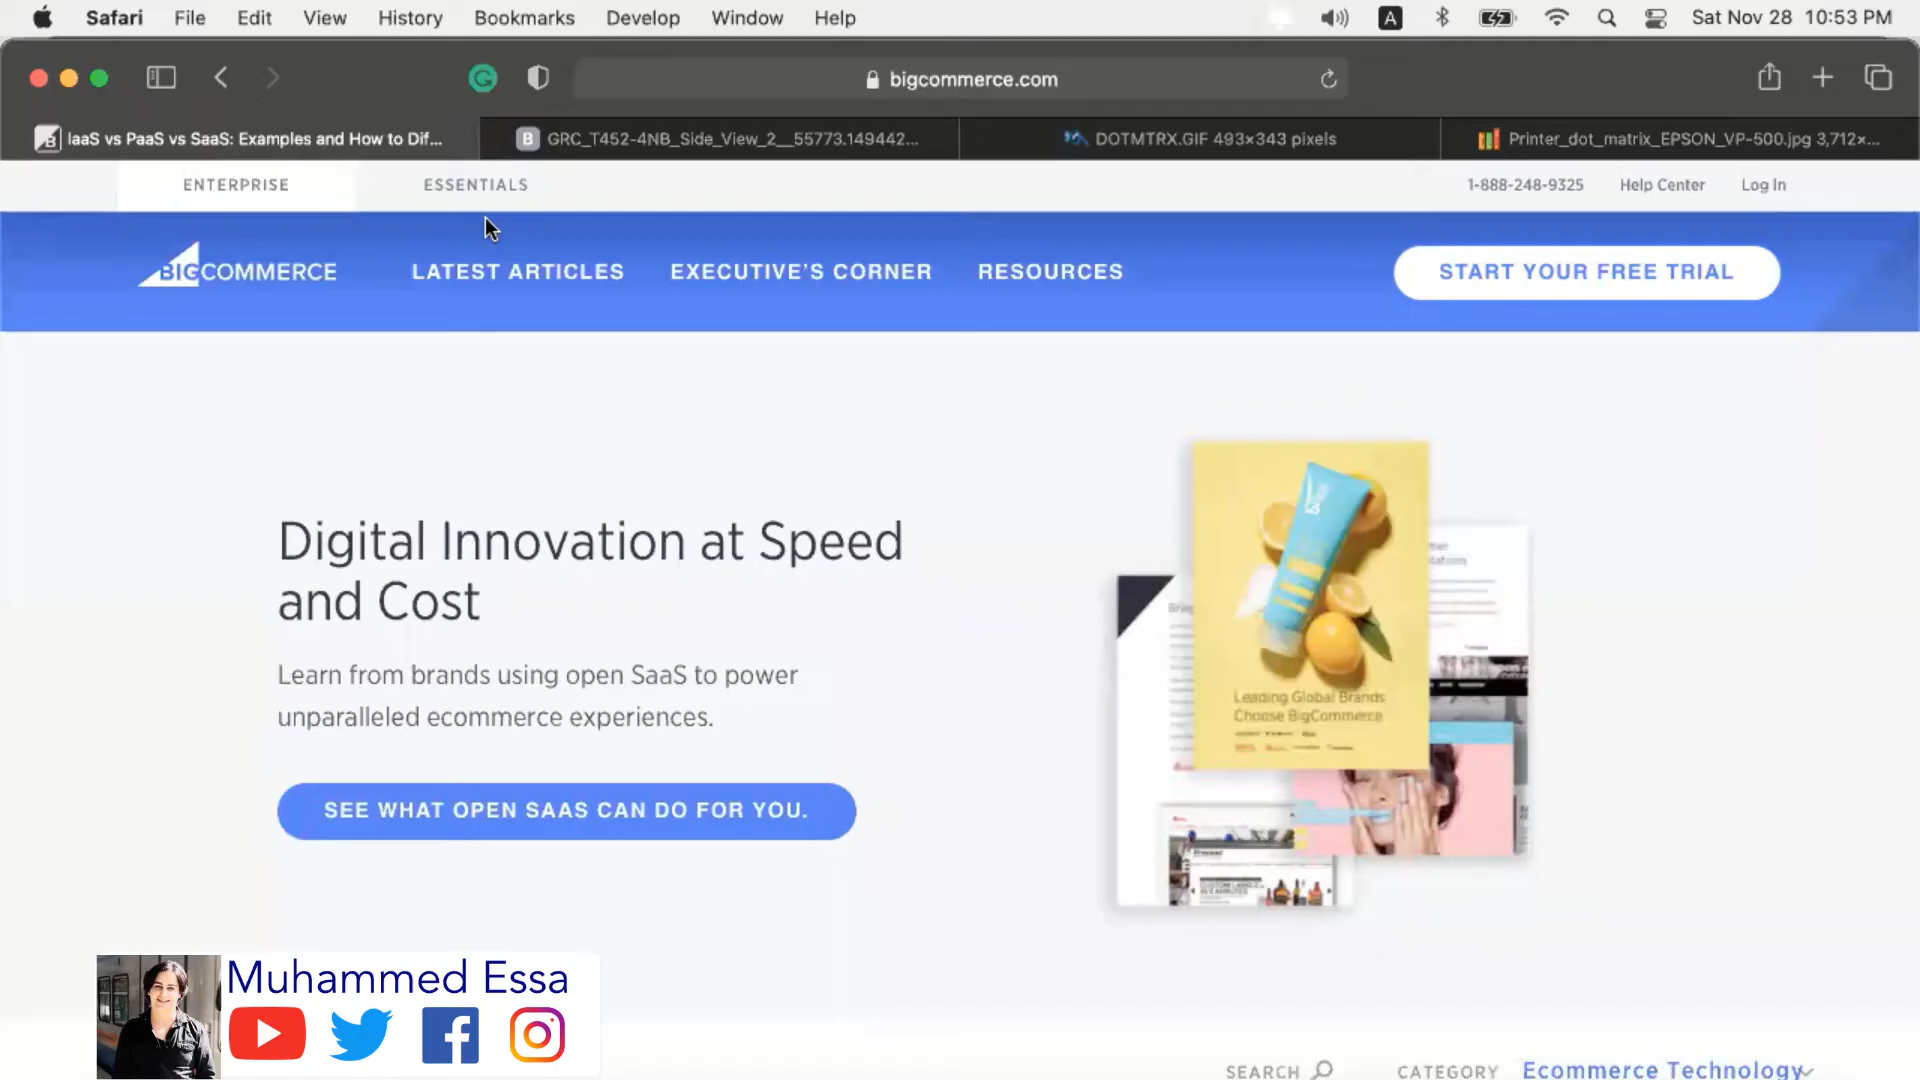 Safari File Edit View History Bookmarks Develop Window Help A Sat Nov 28 10:53 PM
bigcommerce.com
IaaS vs PaaS vs SaaS: Examples and How to Dif...
GRC_T452-4NB_Side_View_2__55773.149442...
DOTMTRX.GIF 493×343 pixels
Printer_dot_matrix_EPSON_VP-500.jpg 3,712×...
ENTERPRISE ESSENTIALS 1-888-248-9325 Help Center Log In
BIGCOMMERCE LATEST ARTICLES EXECUTIVE'S CORNER RESOURCES START YOUR FREE TRIAL
Digital Innovation at Speed
and Cost
Learn from brands using open SaaS to power
unparalleled ecommerce experiences.
SEE WHAT OPEN SAAS CAN DO FOR YOU.
Leading Global Brands
Choose BigCommerce
Muhammed Essa
SEARCH CATEGORY Ecommerce Technology